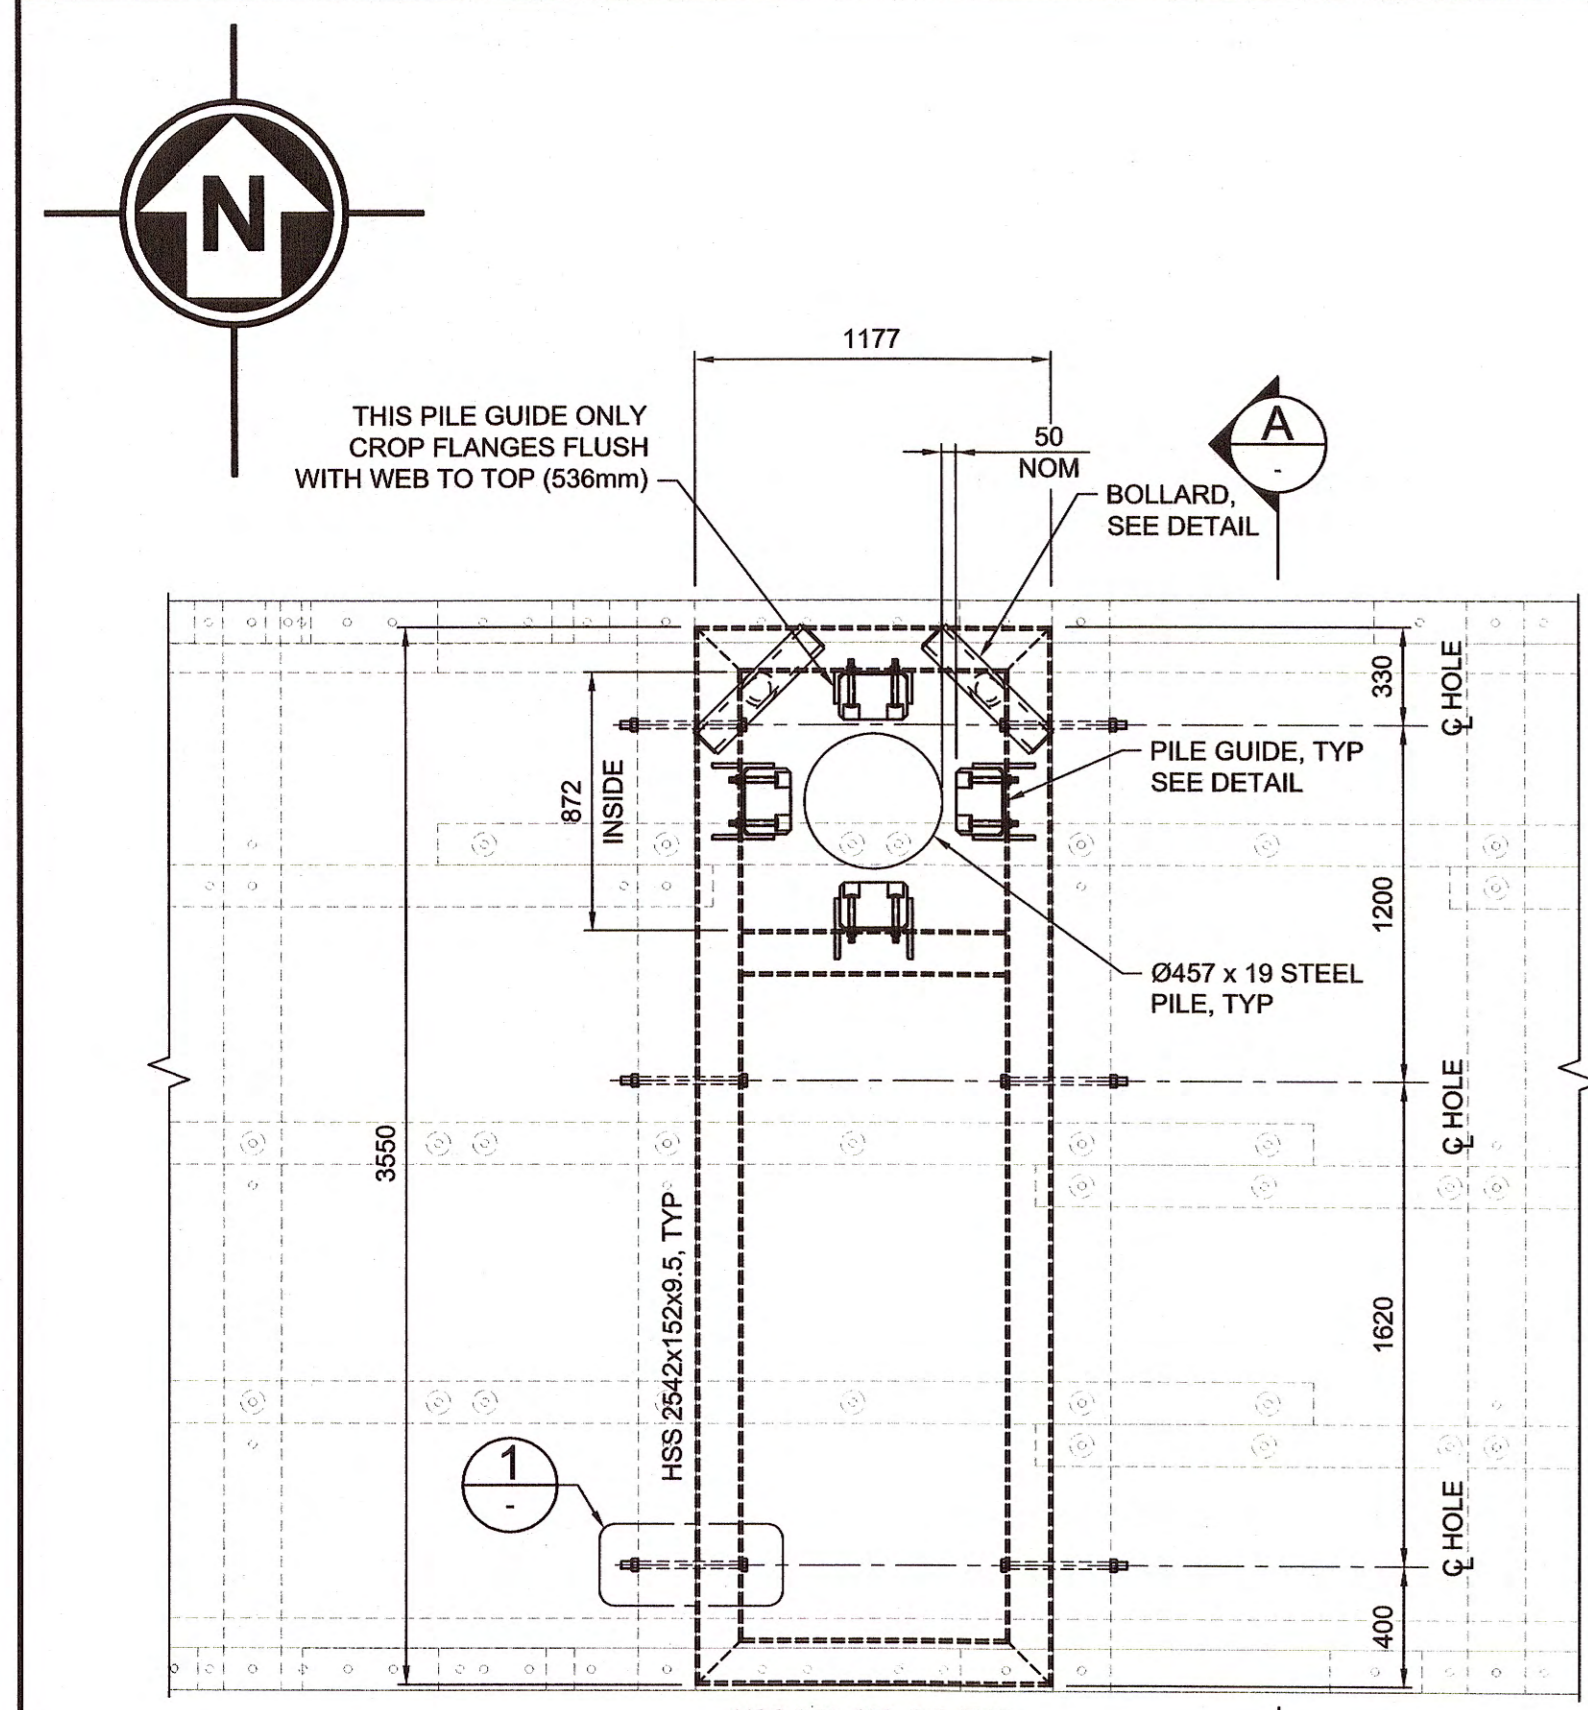 N
1177
THIS PILE GUIDE ONLY
CROP FLANGES FLUSH
WITH WEB TO TOP (536mm)
50
NOM
A
-
BOLLARD,
SEE DETAIL
330
℄ HOLE
PILE GUIDE, TYP
SEE DETAIL
872
INSIDE
1200
Ø457 x 19 STEEL
PILE, TYP
3550
℄ HOLE
HSS 2542x152x9.5, TYP
1620
1
-
℄ HOLE
400